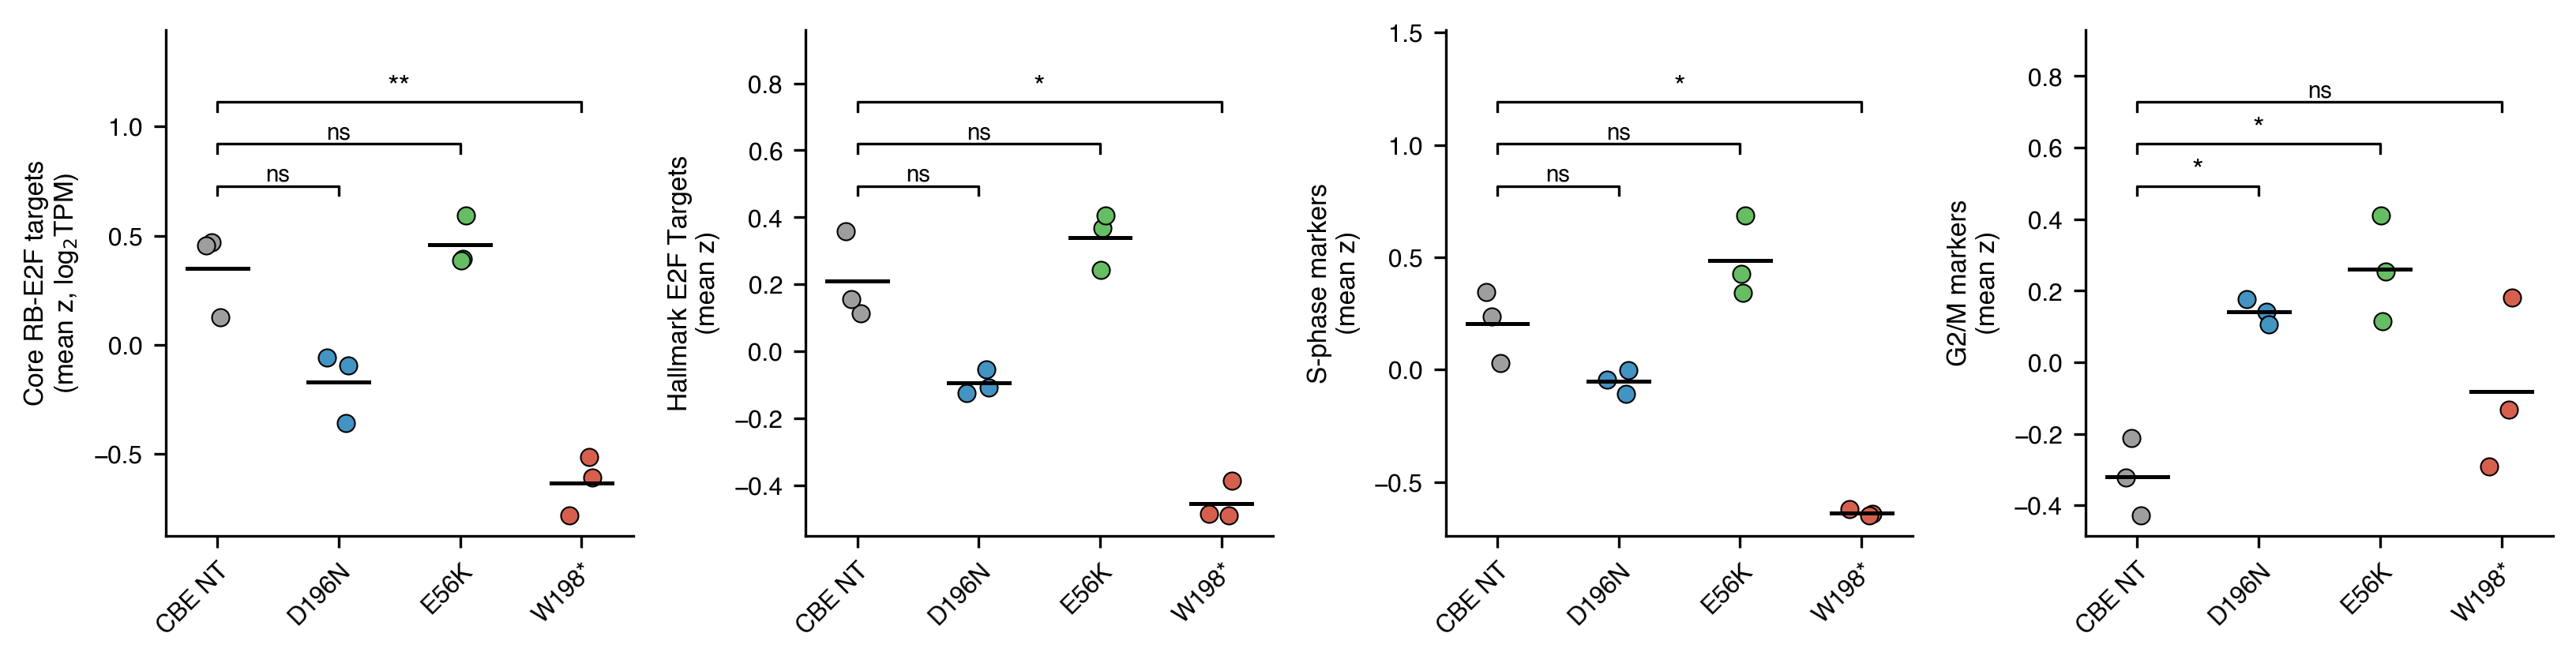 Core RB-E2F targets
(mean z, log₂TPM)
1.0
0.5
0.0
−0.5
**
ns
ns
CBE NT
D196N
E56K
W198*
Hallmark E2F Targets
(mean z)
0.8
0.6
0.4
0.2
0.0
−0.2
−0.4
*
ns
ns
CBE NT
D196N
E56K
W198*
S-phase markers
(mean z)
1.5
1.0
0.5
0.0
−0.5
*
ns
ns
CBE NT
D196N
E56K
W198*
G2/M markers
(mean z)
0.8
0.6
0.4
0.2
0.0
−0.2
−0.4
ns
*
*
CBE NT
D196N
E56K
W198*